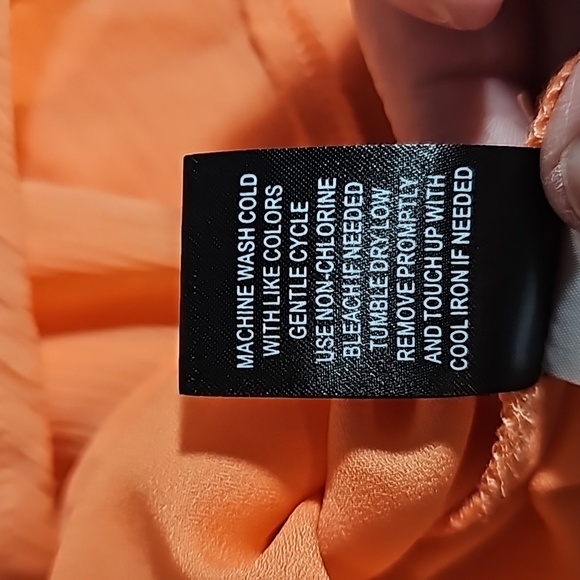 MACHINE WASH COLD
WITH LIKE COLORS
GENTLE CYCLE
USE NON-CHLORINE
BLEACH IF NEEDED
TUMBLE DRY LOW
REMOVE PROMPTLY
AND TOUCH UP WITH
COOL IRON IF NEEDED